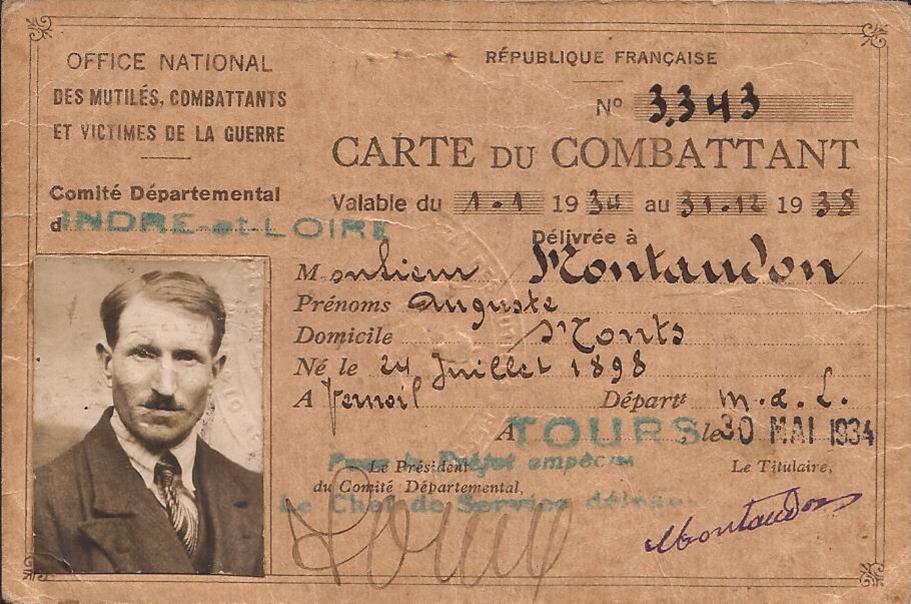 OFFICE NATIONAL
DES MUTILÉS, COMBATTANTS
ET VICTIMES DE LA GUERRE
Comité Départemental
d'INDRE-et-LOIRE
RÉPUBLIQUE FRANÇAISE
N° 3.343
CARTE DU COMBATTANT
Valable du 1-1 1934 au 31-12 1938
Délivrée à
Monsieur Montaudon
Prénoms Auguste
Domicile Monts
Né le 24 Juillet 1898
A Vernoil Départt M.&.L.
A TOURS, le 30 MAI 1934
Pour le Préfet empêché
Le Président
du Comité Départemental,
Le Titulaire,
Le Chef de Service délégué
Montaudon